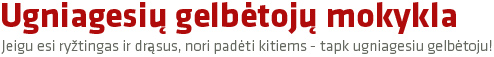 Ugniagesių gelbėtojų mokykla
Jeigu esi ryžtingas ir drąsus, nori padėti kitiems - tapk ugniagesiu gelbėtoju!